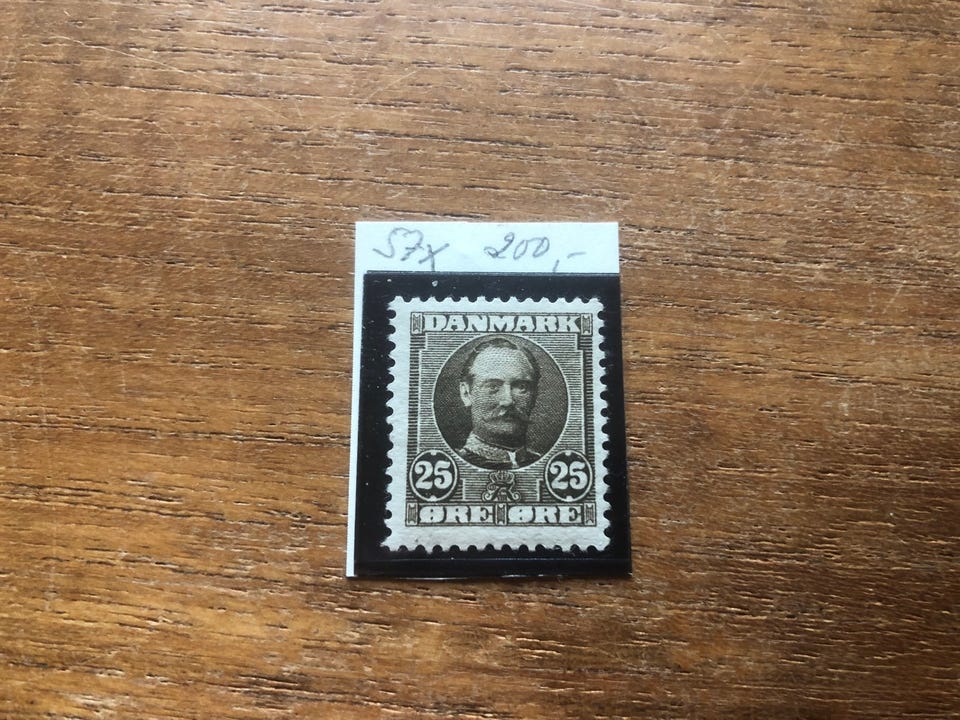 57x 200,-
DANMARK
25 25
ØRE ØRE